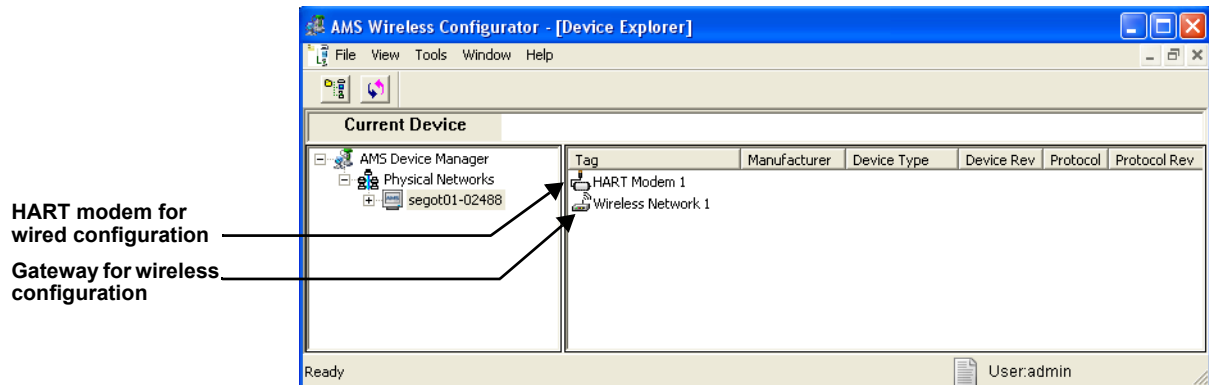 AMS Wireless Configurator - [Device Explorer]
File View Tools Window Help
Current Device
AMS Device Manager
Physical Networks
segot01-02488
Tag Manufacturer Device Type Device Rev Protocol Protocol Rev
HART Modem 1
Wireless Network 1
HART modem for
wired configuration
Gateway for wireless
configuration
Ready User:admin